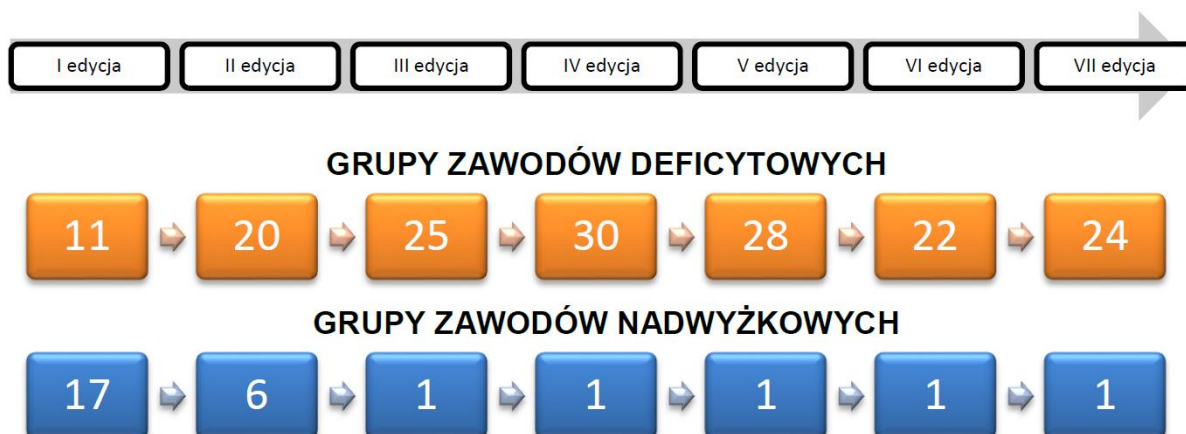 I edycja II edycja III edycja IV edycja V edycja VI edycja VII edycja
GRUPY ZAWODÓW DEFICYTOWYCH
11 20 25 30 28 22 24
GRUPY ZAWODÓW NADWYŻKOWYCH
17 6 1 1 1 1 1